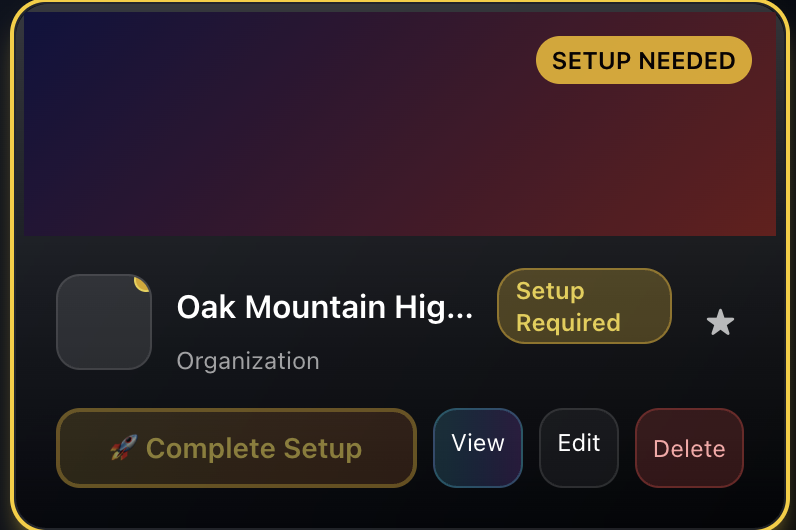 SETUP NEEDED
Oak Mountain Hig...
Setup
Required
Organization
🚀 Complete Setup
View
Edit
Delete